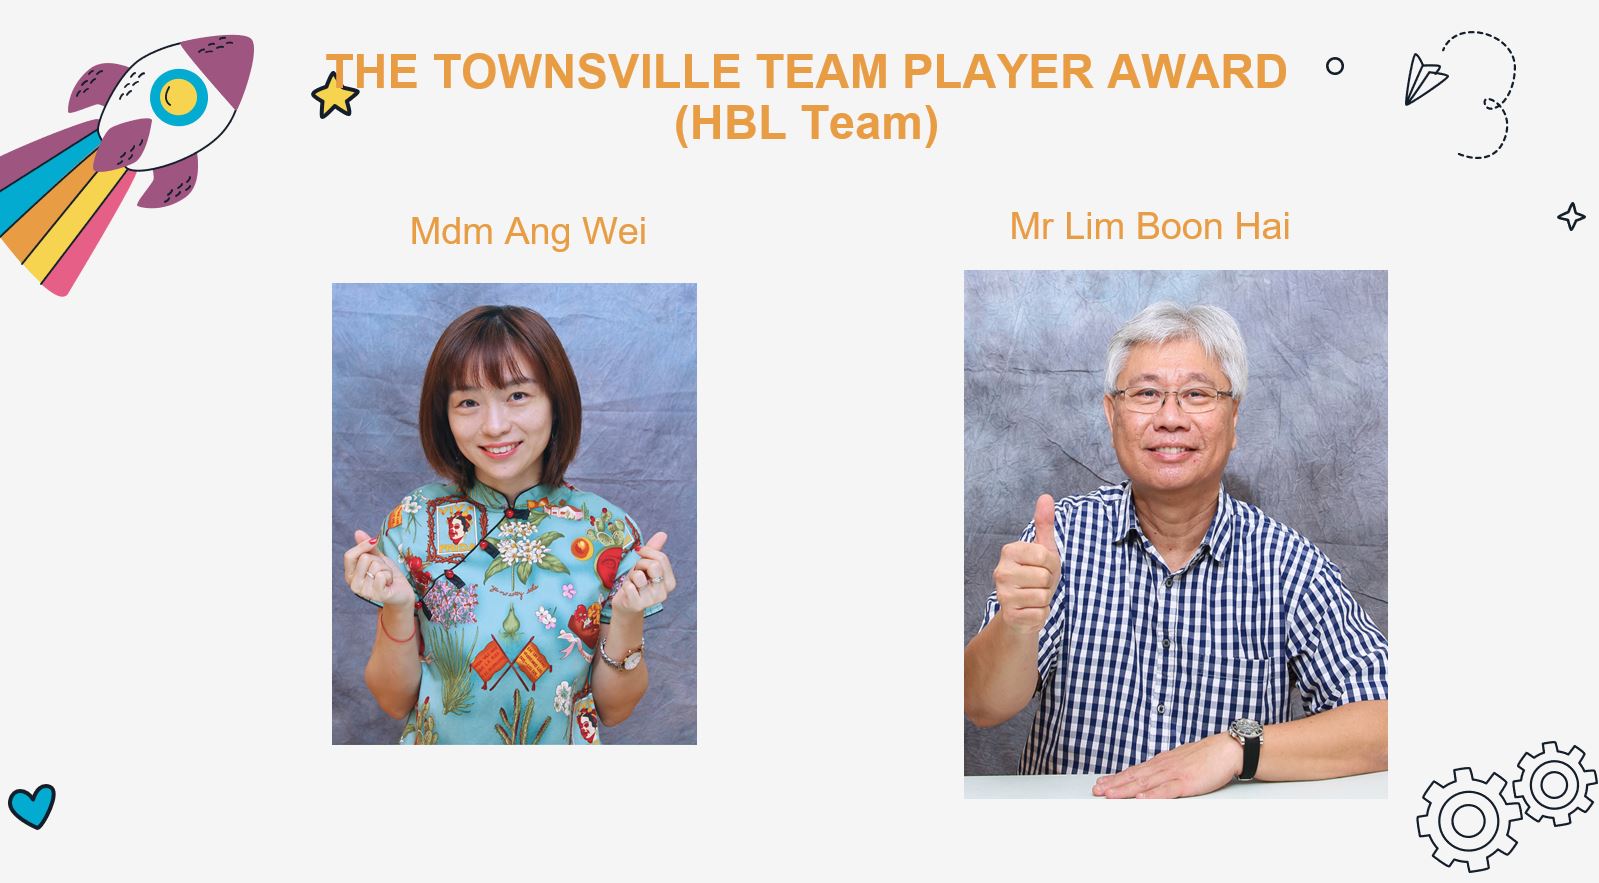 THE TOWNSVILLE TEAM PLAYER AWARD
(HBL Team)
Mdm Ang Wei
Mr Lim Boon Hai